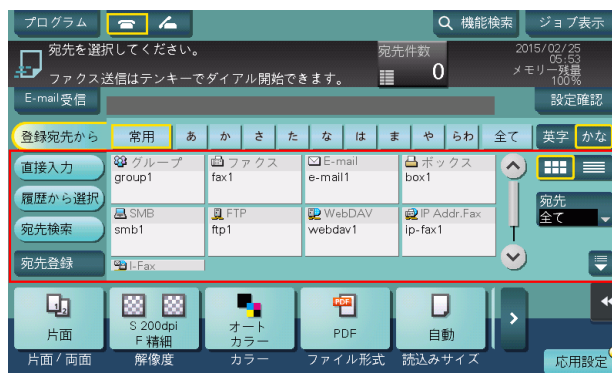 プログラム
機能検索
ジョブ表示
宛先を選択してください。
ファクス送信はテンキーでダイアル開始できます。
宛先件数
0
2015/02/25
05:53
メモリー残量
100%
E-mail受信
設定確認
登録宛先から
常用
あ
か
さ
た
な
は
ま
や
らわ
全て
英字
かな
直接入力
グループ
group1
ファクス
fax1
E-mail
e-mail1
ボックス
box1
履歴から選択
宛先検索
SMB
smb1
FTP
ftp1
WebDAV
webdav1
IP Addr.Fax
ip-fax1
宛先
全て
宛先登録
I-Fax
片面
S 200dpi
F 精細
オート
カラー
PDF
自動
片面 / 両面
解像度
カラー
ファイル形式
読込みサイズ
応用設定